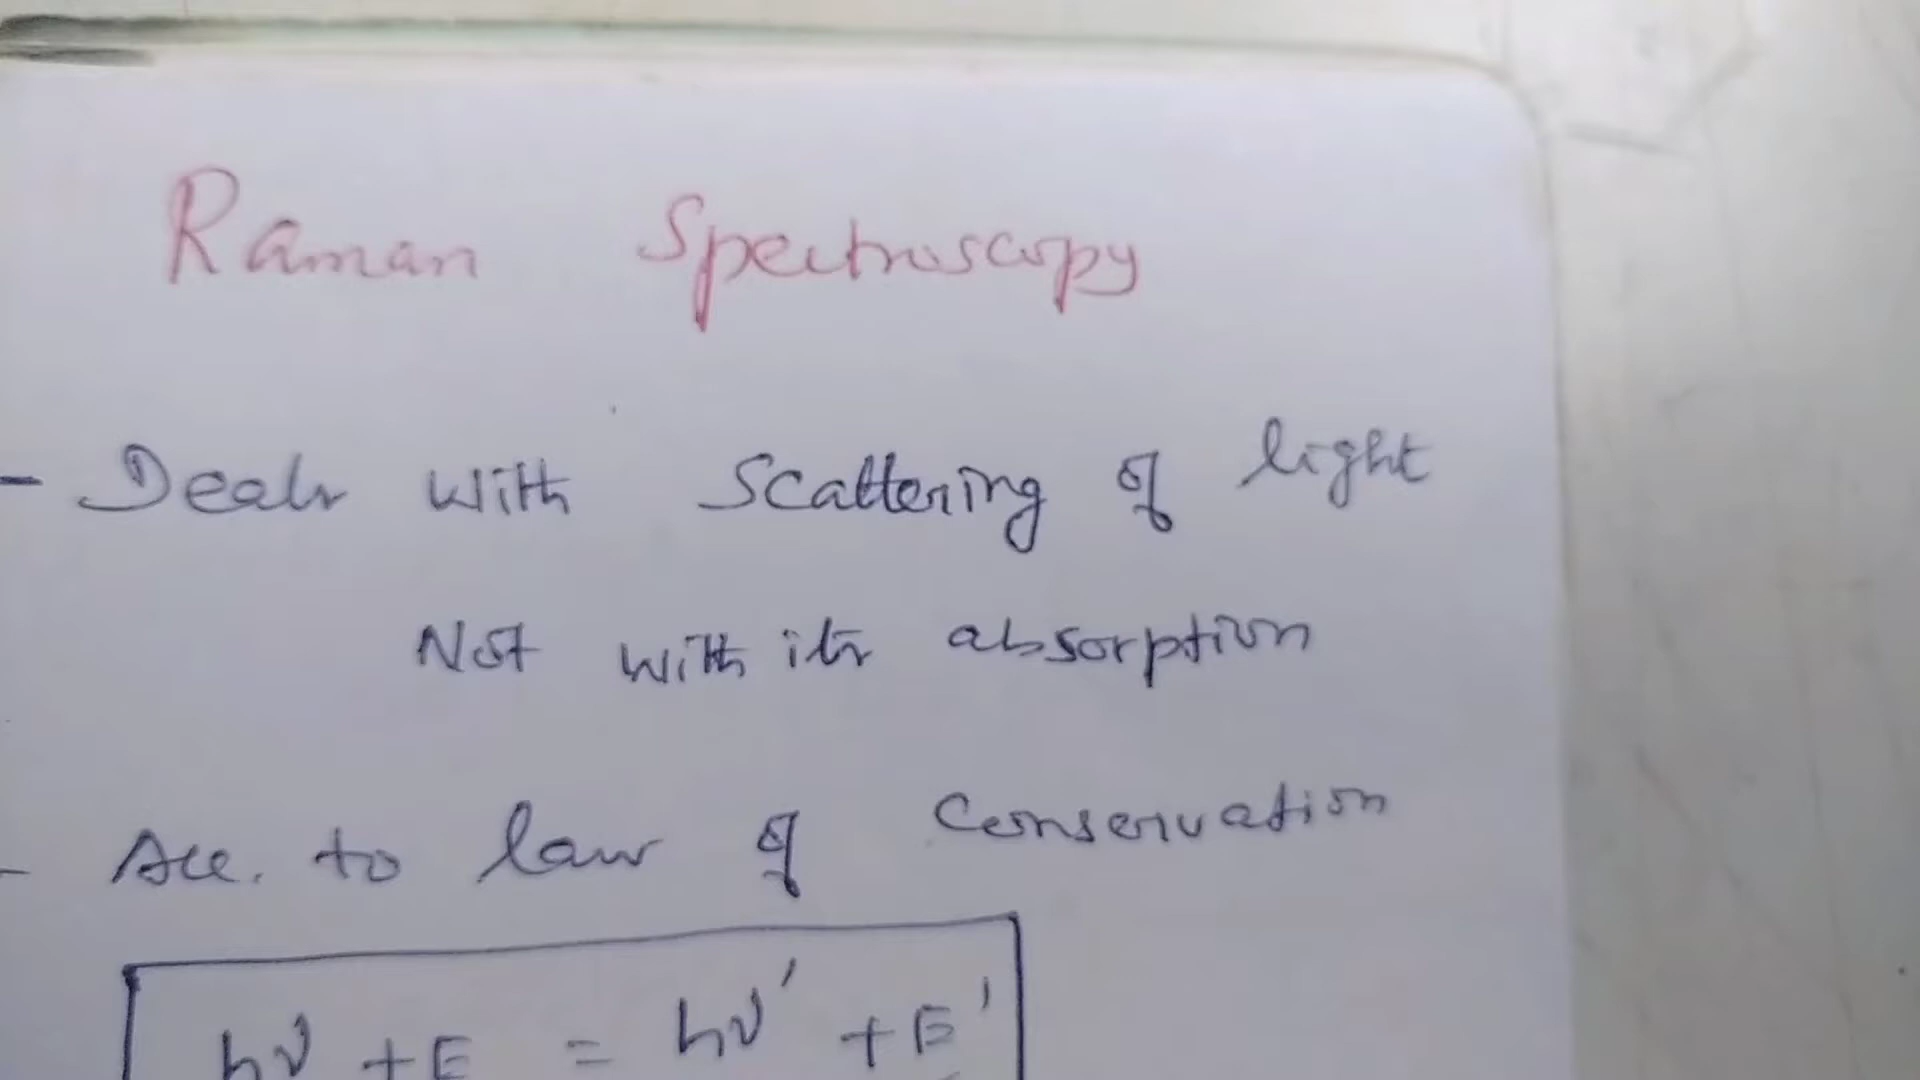 Raman Spectroscopy
- Deals with Scattering of light
Not with its absorption
- Acc. to law of Conservation
hν + E = hν' + E'